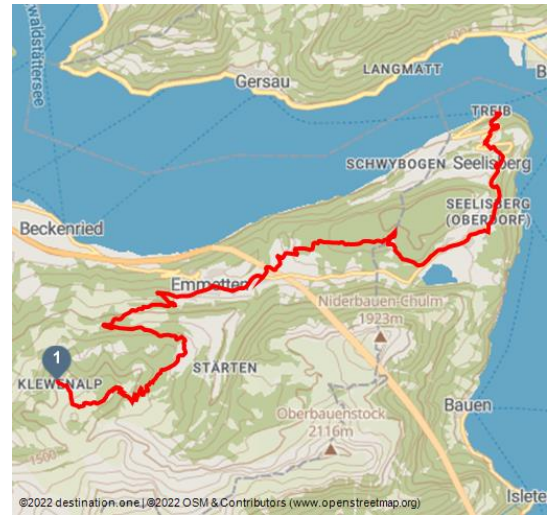 waldstättersee
LANGMATT
Gersau
TREIB
SCHWYBOGEN
Seelisberg
SEELISBERG
(OBERDORF)
Beckenried
Emmetten
Niderbauen-Chulm
1923m
1
STÄRTEN
KLEWENALP
Bauen
Oberbauenstock
2116m
1500
©2022 destination.one | ©2022 OSM & Contributors (www.openstreetmap.org)
Islete